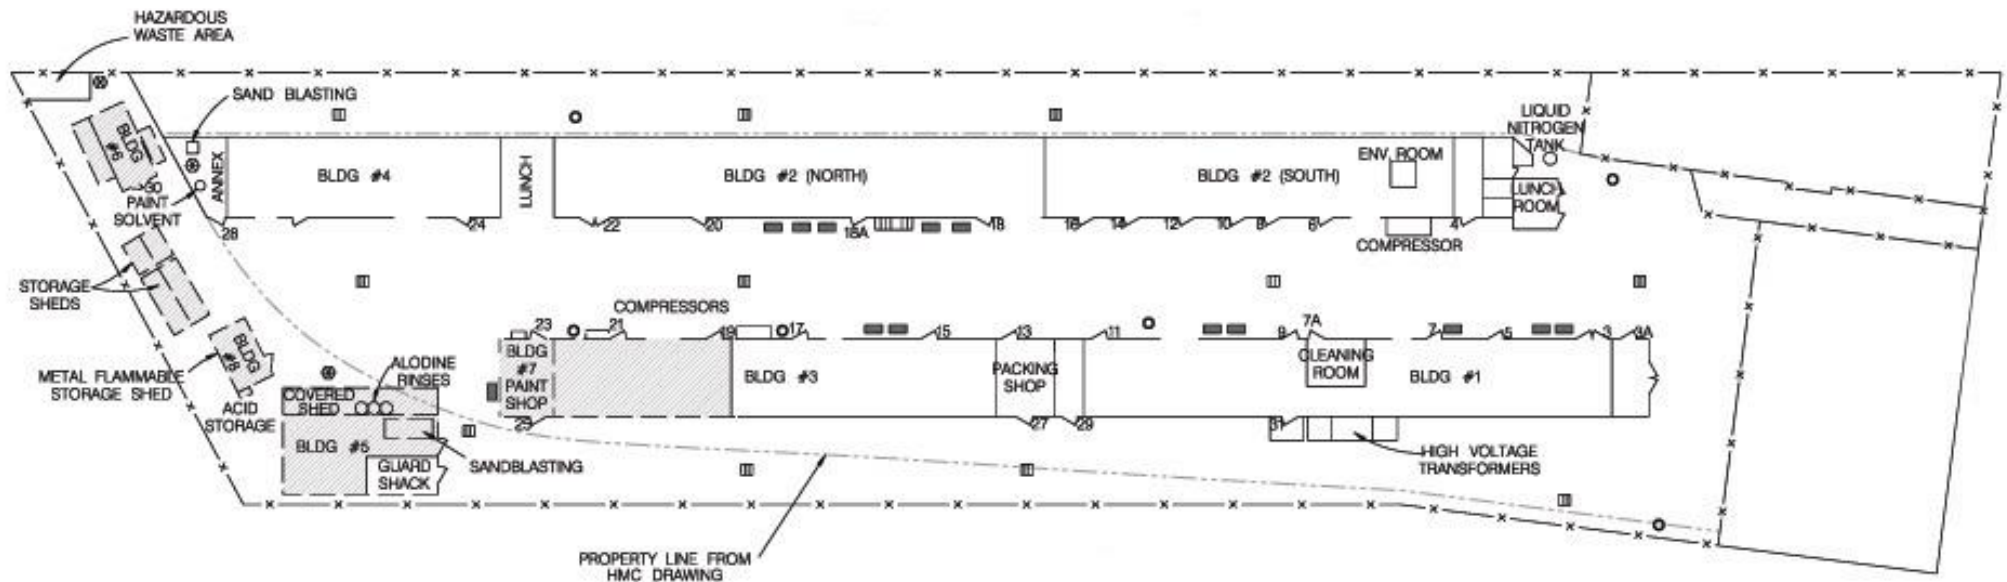 HAZARDOUS
WASTE AREA
SAND BLASTING
BLDG
#6
30
PAINT
SOLVENT
ANNEX
BLDG #4
LUNCH
BLDG #2 (NORTH)
BLDG #2 (SOUTH)
ENV. ROOM
LIQUID
NITROGEN
TANK
LUNCH
ROOM
28
24
22
20
18A
18
16
14
12
10
8
6
4
COMPRESSOR
STORAGE
SHEDS
COMPRESSORS
23
21
19
17
15
13
11
9
7A
7
5
3
3A
METAL FLAMMABLE
STORAGE SHED
BLDG
#8
ALODINE
RINSES
COVERED
SHED
ACID
STORAGE
BLDG
#7
PAINT
SHOP
BLDG #3
PACKING
SHOP
CLEANING
ROOM
BLDG #1
25
27
29
31
BLDG #5
GUARD
SHACK
SANDBLASTING
HIGH VOLTAGE
TRANSFORMERS
PROPERTY LINE FROM
HMC DRAWING